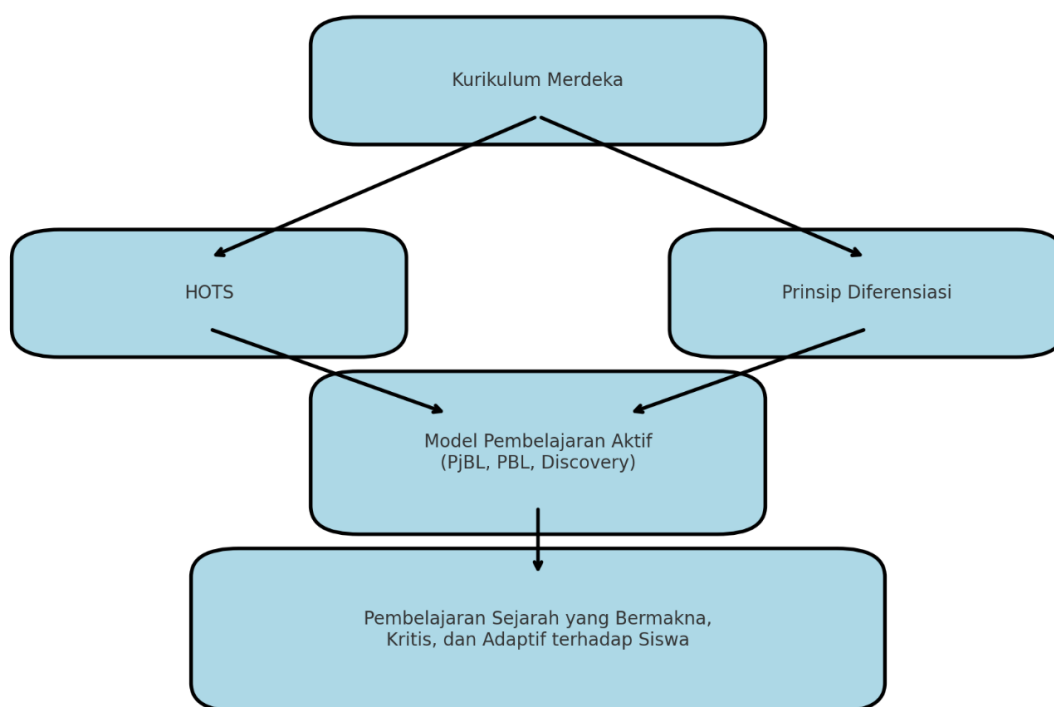 Kurikulum Merdeka
HOTS
Prinsip Diferensiasi
Model Pembelajaran Aktif
(PjBL, PBL, Discovery)
Pembelajaran Sejarah yang Bermakna,
Kritis, dan Adaptif terhadap Siswa